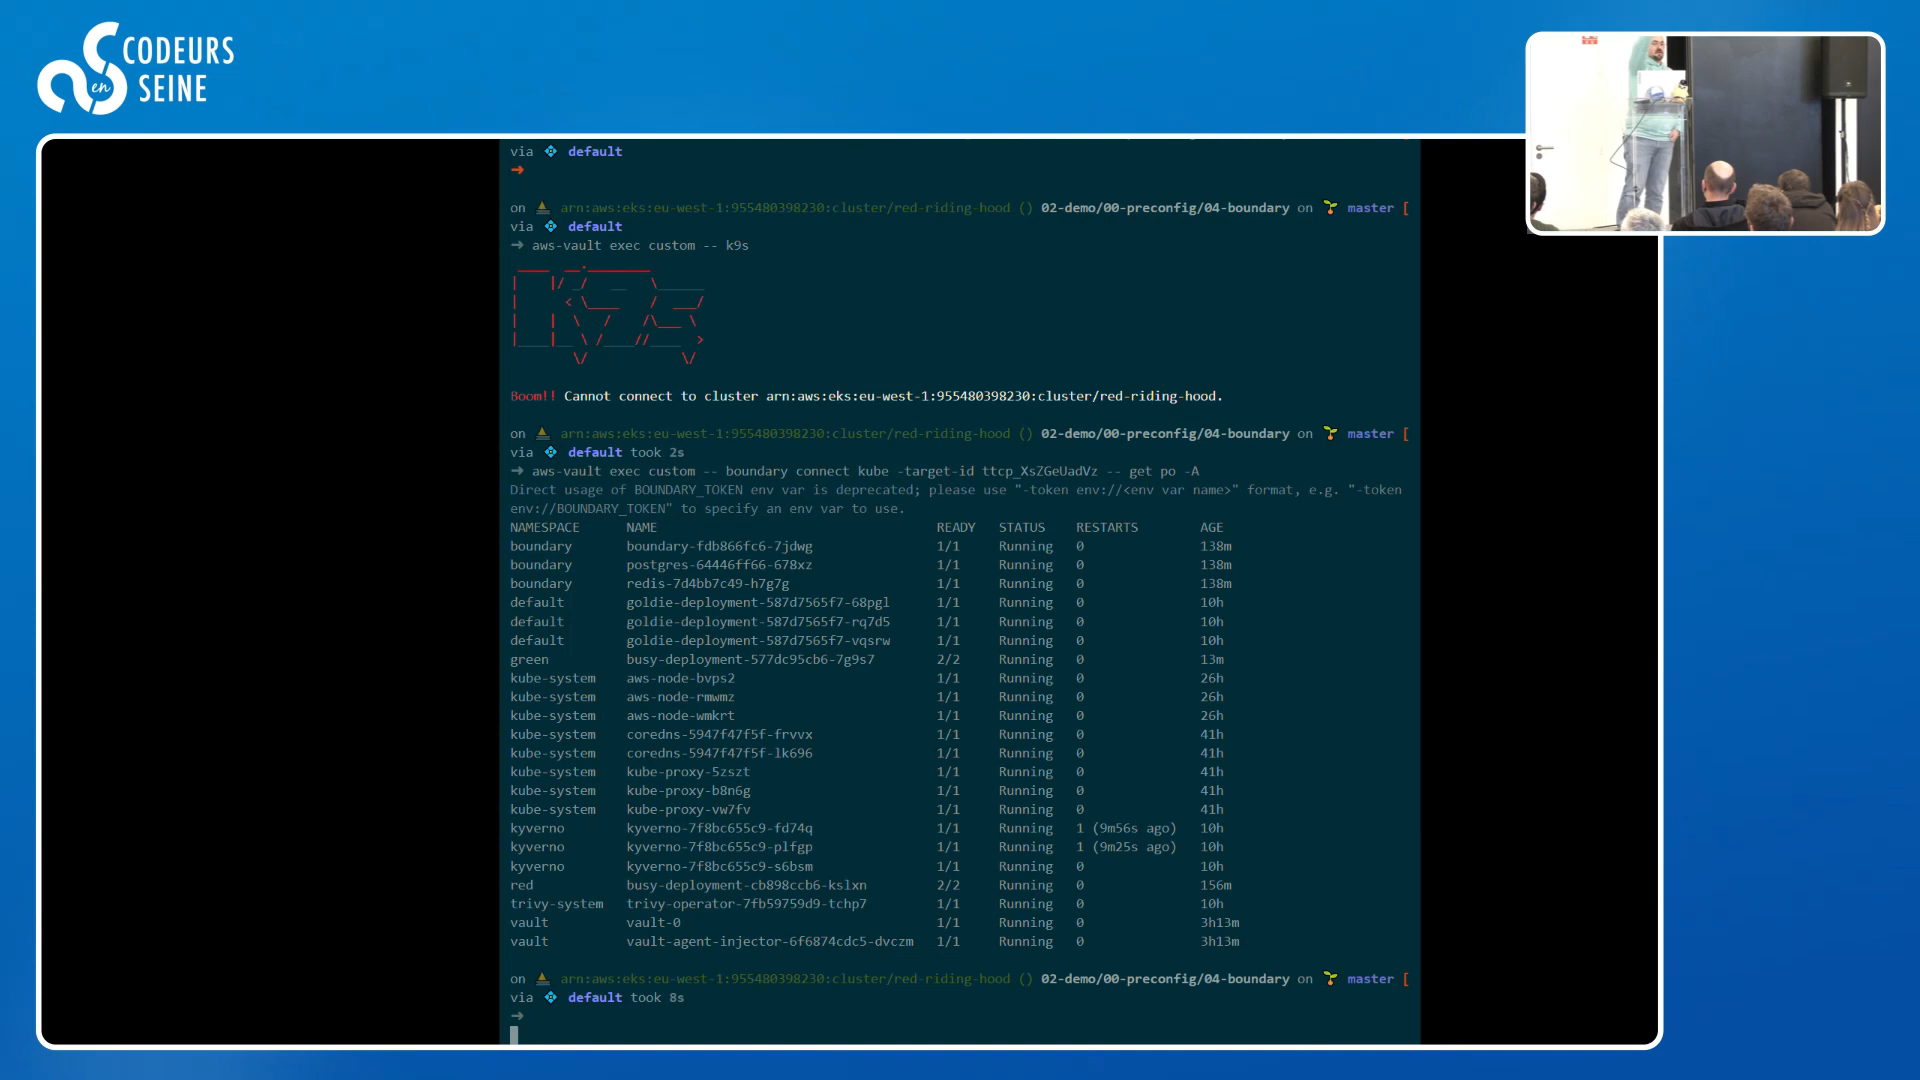 CODEURS
en
SEINE
via default
➜
on arn:aws:eks:eu-west-1:955480398230:cluster/red-riding-hood () 02-demo/00-preconfig/04-boundary on master [
via default
➜ aws-vault exec custom -- k9s
Boom!! Cannot connect to cluster arn:aws:eks:eu-west-1:955480398230:cluster/red-riding-hood.
on arn:aws:eks:eu-west-1:955480398230:cluster/red-riding-hood () 02-demo/00-preconfig/04-boundary on master [
via default took 2s
➜ aws-vault exec custom -- boundary connect kube -target-id ttcp_XsZGeUadVz -- get po -A
Direct usage of BOUNDARY_TOKEN env var is deprecated; please use "-token env://<env var name>" format, e.g. "-token
env://BOUNDARY_TOKEN" to specify an env var to use.
NAMESPACE NAME READY STATUS RESTARTS AGE
boundary boundary-fdb866fc6-7jdwg 1/1 Running 0 138m
boundary postgres-64446ff66-678xz 1/1 Running 0 138m
boundary redis-7d4bb7c49-h7g7g 1/1 Running 0 138m
default goldie-deployment-587d7565f7-68pgl 1/1 Running 0 10h
default goldie-deployment-587d7565f7-rq7d5 1/1 Running 0 10h
default goldie-deployment-587d7565f7-vqsrw 1/1 Running 0 10h
green busy-deployment-577dc95cb6-7g9s7 2/2 Running 0 13m
kube-system aws-node-bvps2 1/1 Running 0 26h
kube-system aws-node-rmwmz 1/1 Running 0 26h
kube-system aws-node-wmkrt 1/1 Running 0 26h
kube-system coredns-5947f47f5f-frvvx 1/1 Running 0 41h
kube-system coredns-5947f47f5f-lk696 1/1 Running 0 41h
kube-system kube-proxy-5zszt 1/1 Running 0 41h
kube-system kube-proxy-b8n6g 1/1 Running 0 41h
kube-system kube-proxy-vw7fv 1/1 Running 0 41h
kyverno kyverno-7f8bc655c9-fd74q 1/1 Running 1 (9m56s ago) 10h
kyverno kyverno-7f8bc655c9-plfgp 1/1 Running 1 (9m25s ago) 10h
kyverno kyverno-7f8bc655c9-s6bsm 1/1 Running 0 10h
red busy-deployment-cb898ccb6-kslxn 2/2 Running 0 156m
trivy-system trivy-operator-7fb59759d9-tchp7 1/1 Running 0 10h
vault vault-0 1/1 Running 0 3h13m
vault vault-agent-injector-6f6874cdc5-dvczm 1/1 Running 0 3h13m
on arn:aws:eks:eu-west-1:955480398230:cluster/red-riding-hood () 02-demo/00-preconfig/04-boundary on master [
via default took 8s
➜